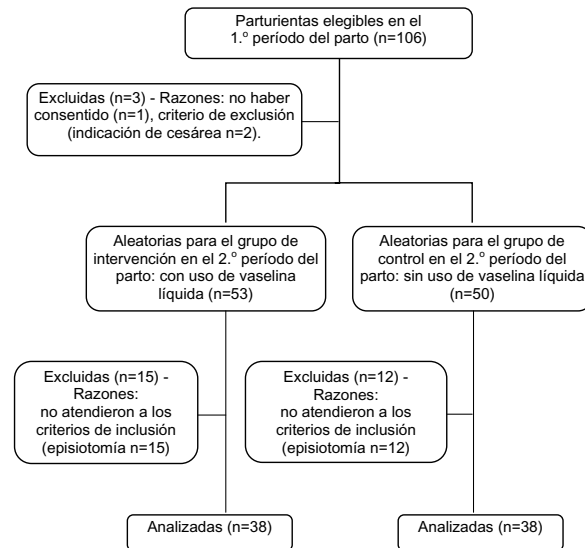 Parturientas elegibles en el
1.º período del parto (n=106)
Excluidas (n=3) - Razones: no haber
consentido (n=1), criterio de exclusión
(indicación de cesárea n=2).
Aleatorias para el grupo de
intervención en el 2.º período del
parto: con uso de vaselina
líquida (n=53)
Aleatorias para el grupo de
control en el 2.º período del
parto: sin uso de vaselina líquida
(n=50)
Excluidas (n=15) -
Razones:
no atendieron a los
criterios de inclusión
(episiotomía n=15)
Excluidas (n=12) -
Razones:
no atendieron a los
criterios de inclusión
(episiotomía n=12)
Analizadas (n=38)
Analizadas (n=38)